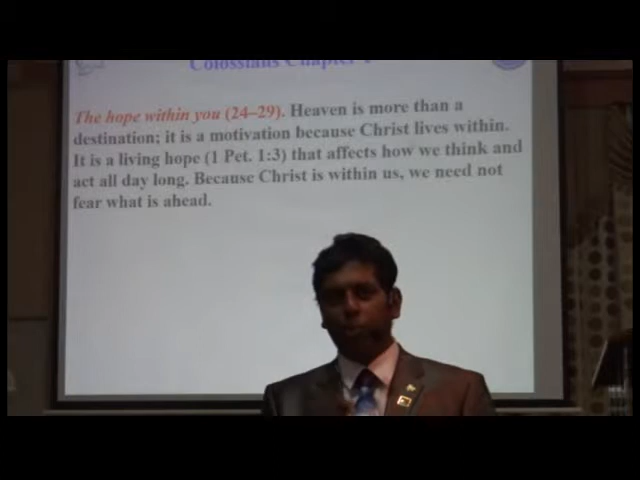 Colossians Chapter
The hope within you (24–29). Heaven is more than a
destination; it is a motivation because Christ lives within.
It is a living hope (1 Pet. 1:3) that affects how we think and
act all day long. Because Christ is within us, we need not
fear what is ahead.